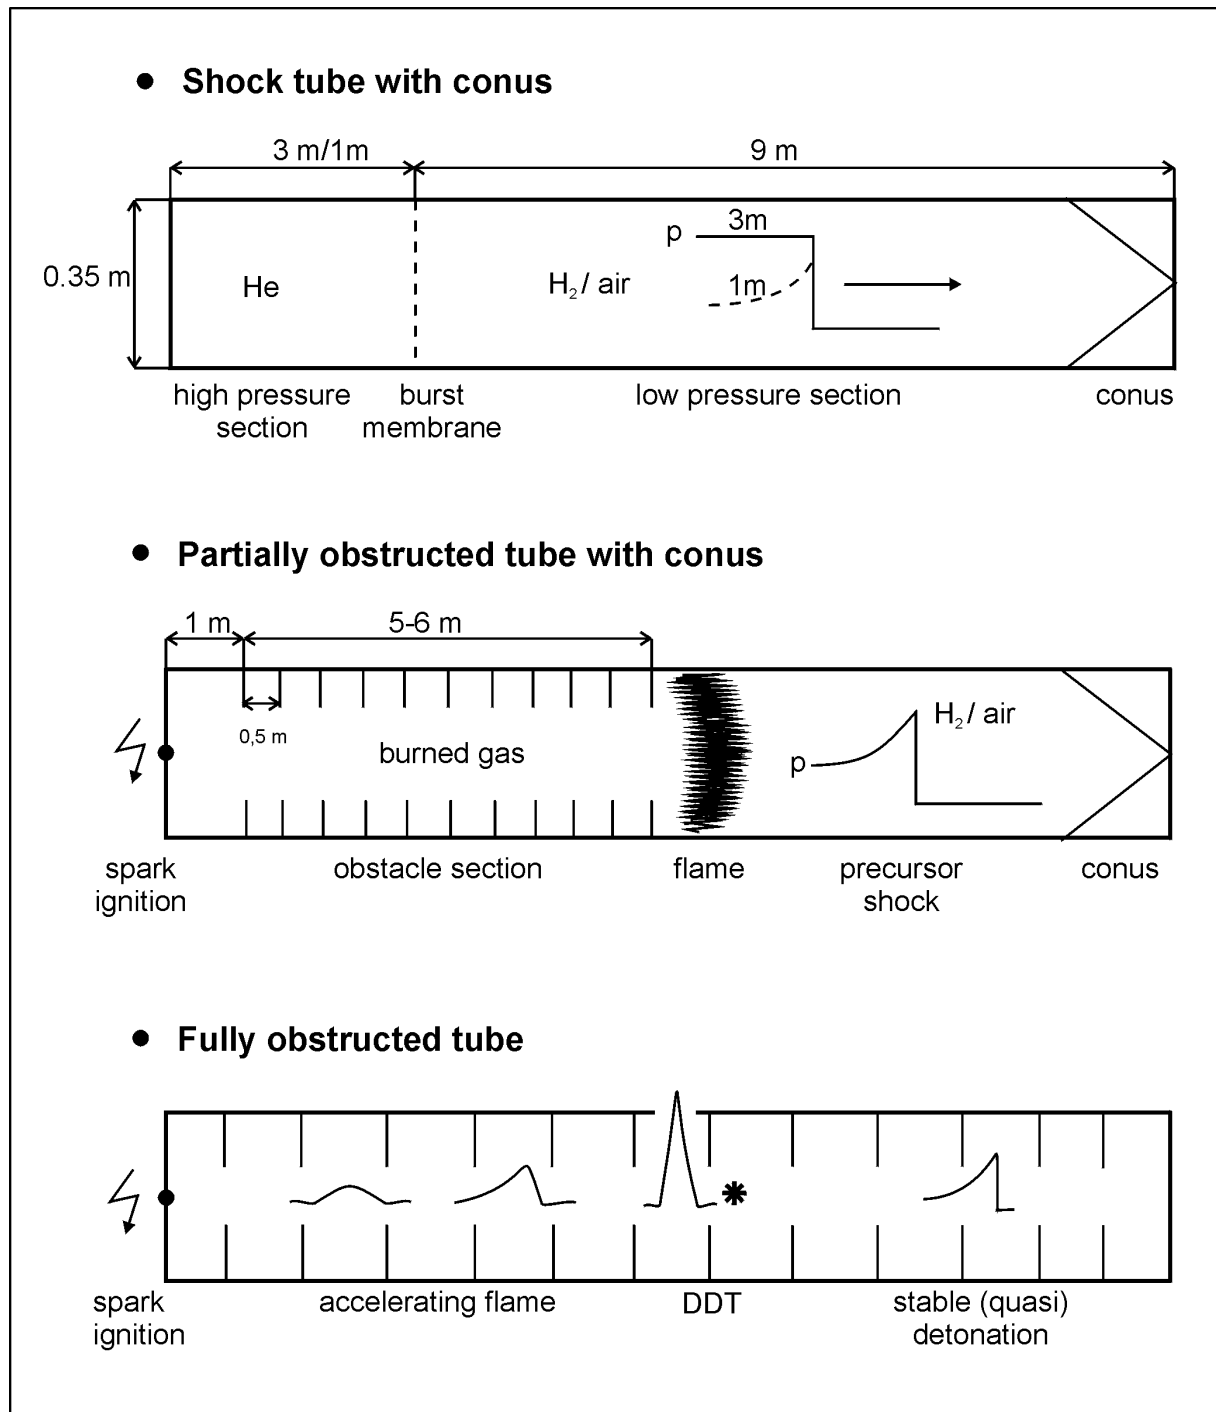 ● Shock tube with conus
3 m/1m
9 m
0.35 m
He
H₂/ air
p
3m
1m
high pressure
section
burst
membrane
low pressure section
conus
● Partially obstructed tube with conus
1 m
5-6 m
0,5 m
burned gas
p
H₂/ air
spark
ignition
obstacle section
flame
precursor
shock
conus
● Fully obstructed tube
spark
ignition
accelerating flame
DDT
stable (quasi)
detonation